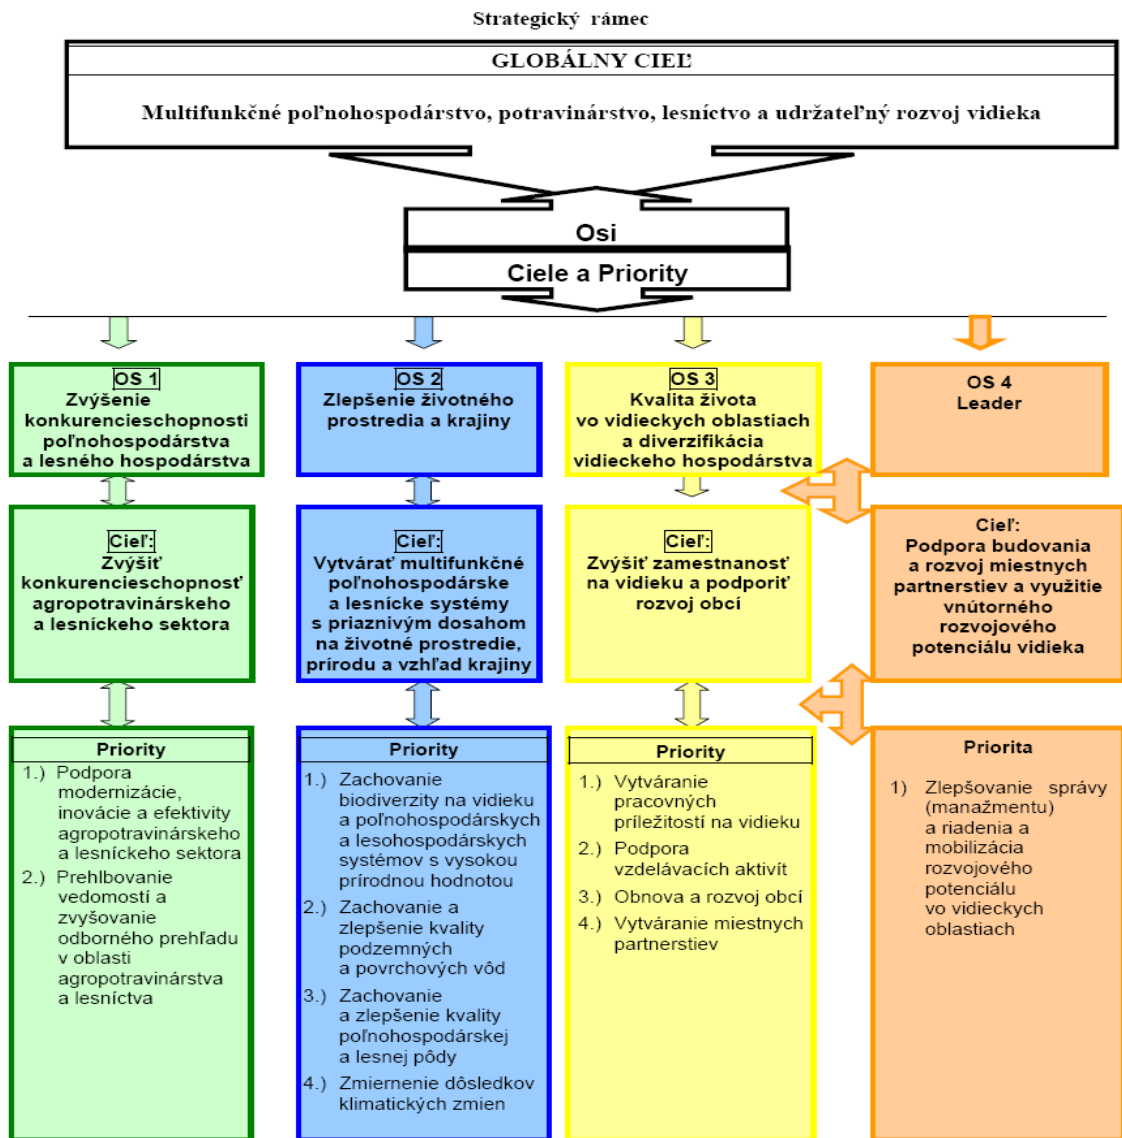 Strategický rámec
GLOBÁLNY CIEĽ
Multifunkčné poľnohospodárstvo, potravinárstvo, lesníctvo a udržateľný rozvoj vidieka
Osi
Ciele a Priority
OS 1
Zvýšenie
konkurencieschopnosti
poľnohospodárstva
a lesného hospodárstva
OS 2
Zlepšenie životného
prostredia a krajiny
OS 3
Kvalita života
vo vidieckych oblastiach
a diverzifikácia
vidieckeho hospodárstva
OS 4
Leader
Cieľ:
Zvýšiť
konkurencieschopnosť
agropotravinárskeho
a lesníckeho sektora
Cieľ:
Vytvárať multifunkčné
poľnohospodárske
a lesnícke systémy
s priaznivým dosahom
na životné prostredie,
prírodu a vzhľad krajiny
Cieľ:
Zvýšiť zamestnanosť
na vidieku a podporiť
rozvoj obcí
Cieľ:
Podpora budovania
a rozvoj miestnych
partnerstiev a využitie
vnútorného
rozvojového
potenciálu vidieka
Priority
1.) Podpora
modernizácie,
inovácie a efektivity
agropotravinárskeho
a lesníckeho sektora
2.) Prehlbovanie
vedomostí a
zvyšovanie
odborného prehľadu
v oblasti
agropotravinárstva
a lesníctva
Priority
1.) Zachovanie
biodiverzity na vidieku
a poľnohospodárskych
a lesohospodárskych
systémov s vysokou
prírodnou hodnotou
2.) Zachovanie a
zlepšenie kvality
podzemných
a povrchových vôd
3.) Zachovanie
a zlepšenie kvality
poľnohospodárskej
a lesnej pôdy
4.) Zmiernenie dôsledkov
klimatických zmien
Priority
1.) Vytváranie
pracovných
príležitostí na vidieku
2.) Podpora
vzdelávacích aktivít
3.) Obnova a rozvoj obcí
4.) Vytváranie miestnych
partnerstiev
Priorita
1) Zlepšovanie správy
(manažmentu)
a riadenia a
mobilizácia
rozvojového
potenciálu
vo vidieckych
oblastiach